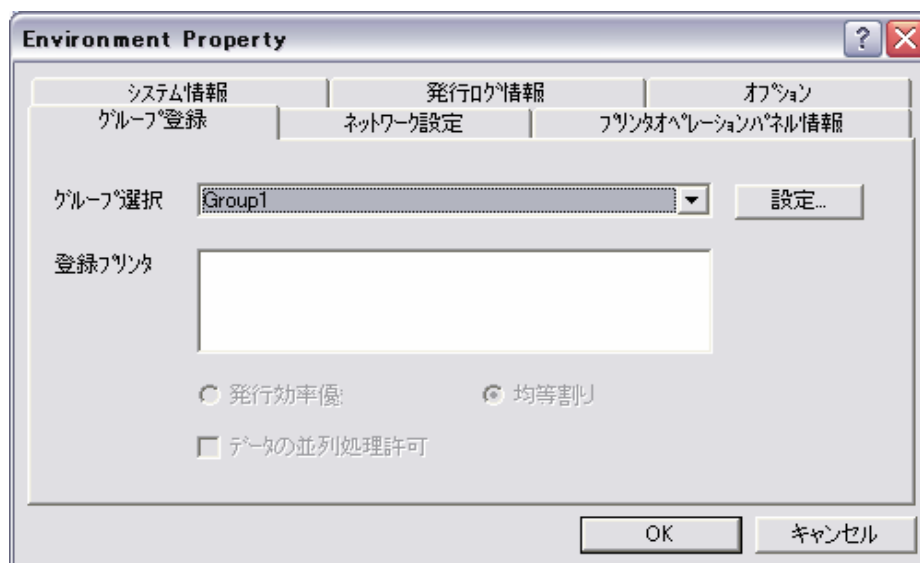 Environment Property
システム情報 発行ログ情報 オプション
グループ登録 ネットワーク設定 プリンタオペレーションパネル情報
グループ選択 Group1 設定...
登録プリンタ
発行効率優 均等割り
データの並列処理許可
OK キャンセル